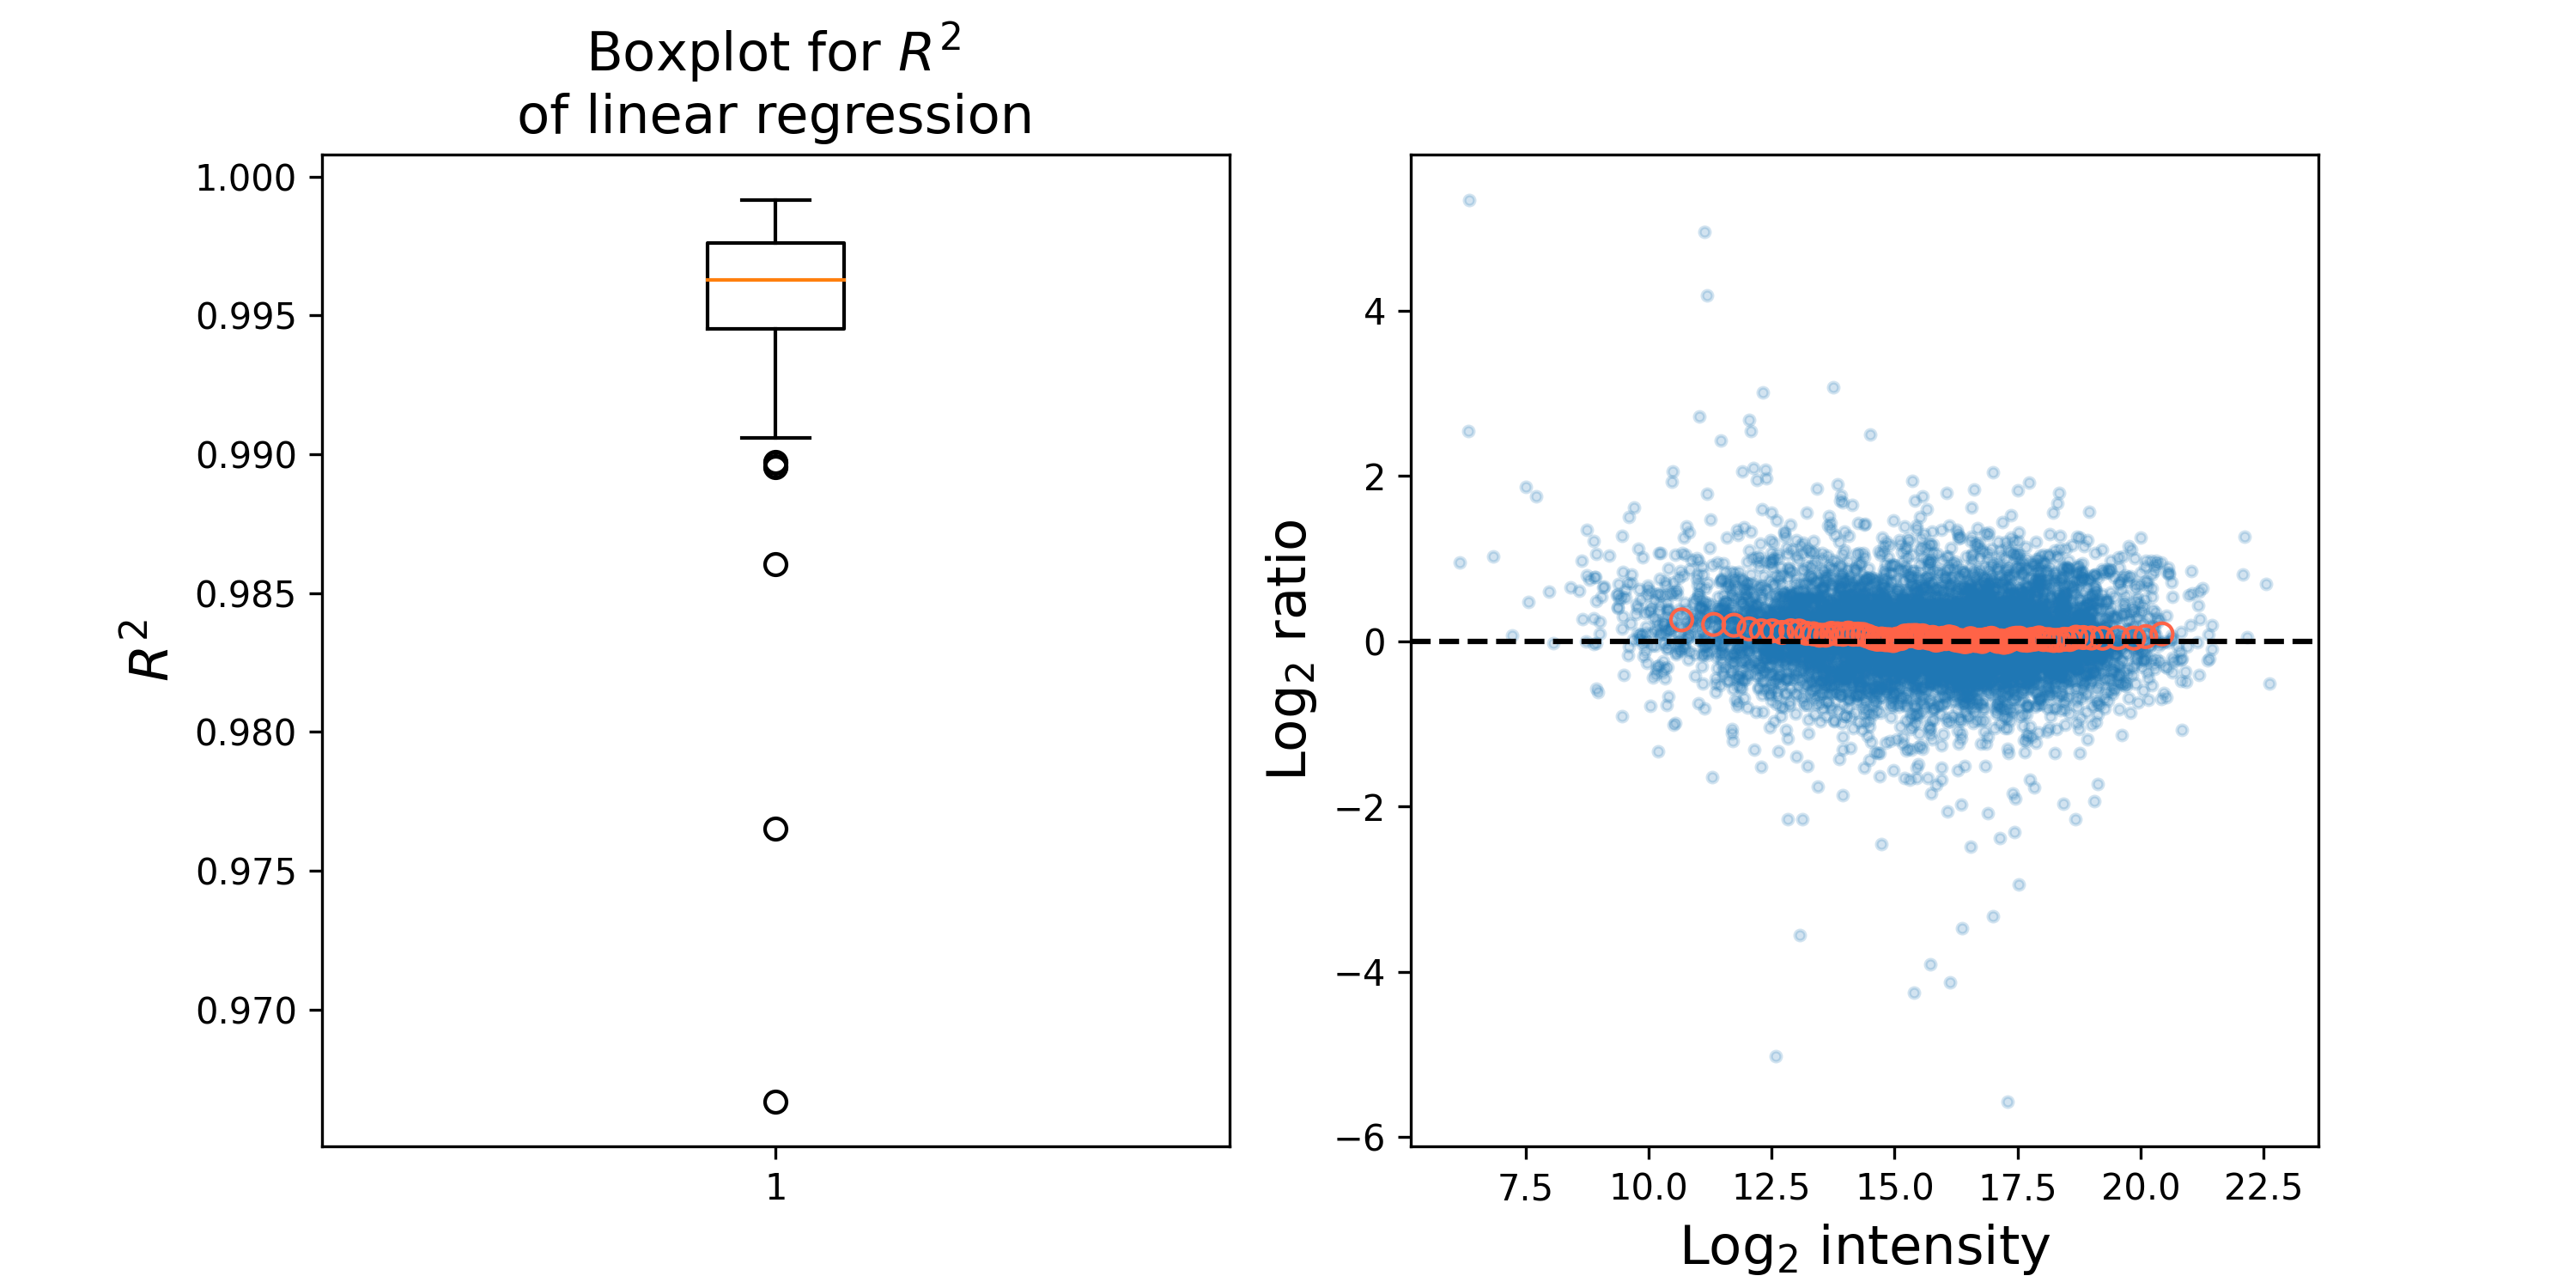 Boxplot for R²
of linear regression
1.000
0.995
0.990
0.985
0.980
0.975
0.970
R²
1
4
2
0
−2
−4
−6
Log₂ ratio
7.5 10.0 12.5 15.0 17.5 20.0 22.5
Log₂ intensity